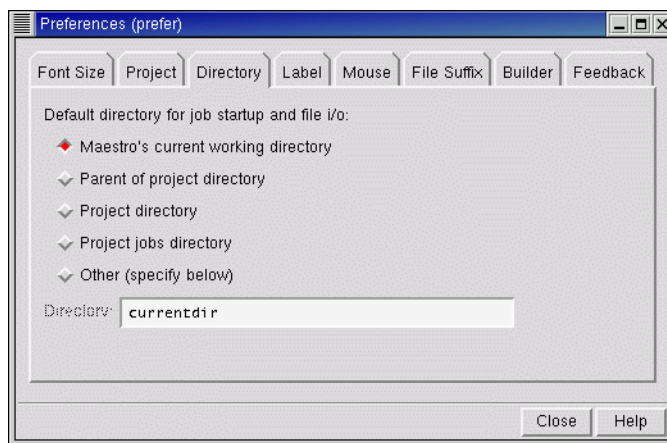 Preferences (prefer)
Font Size Project Directory Label Mouse File Suffix Builder Feedback
Default directory for job startup and file i/o:
Maestro's current working directory
Parent of project directory
Project directory
Project jobs directory
Other (specify below)
Directory: currentdir
Close Help